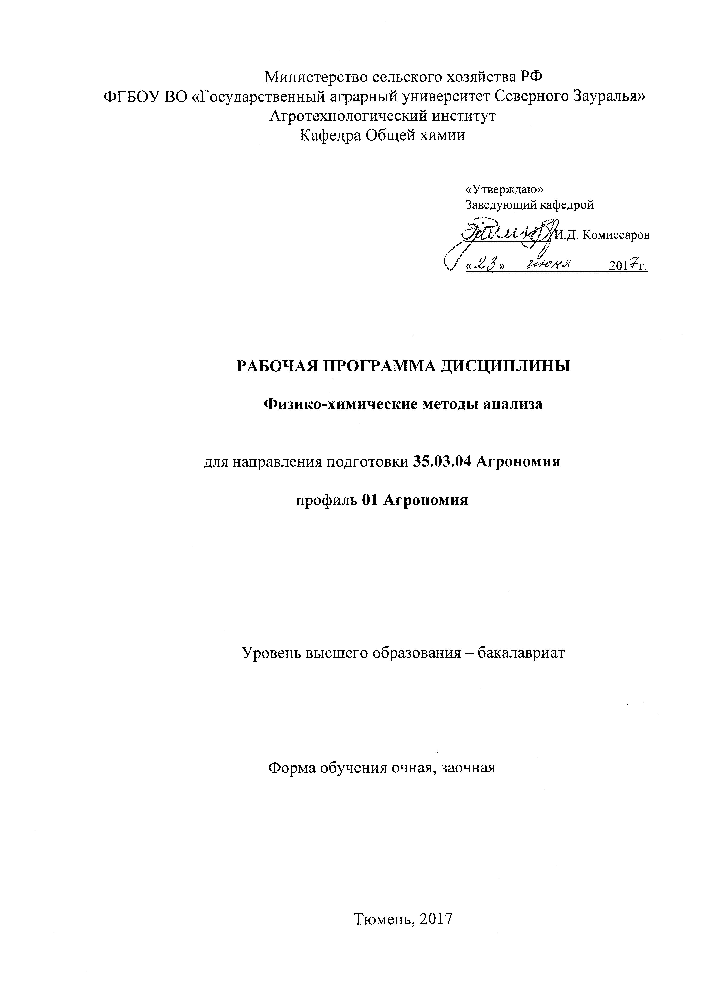 Министерство сельского хозяйства РФ
ФГБОУ ВО «Государственный аграрный университет Северного Зауралья»
Агротехнологический институт
Кафедра Общей химии
«Утверждаю»
Заведующий кафедрой
И.Д. Комиссаров
«23» июня 2017г.
РАБОЧАЯ ПРОГРАММА ДИСЦИПЛИНЫ
Физико-химические методы анализа
для направления подготовки 35.03.04 Агрономия
профиль 01 Агрономия
Уровень высшего образования – бакалавриат
Форма обучения очная, заочная
Тюмень, 2017